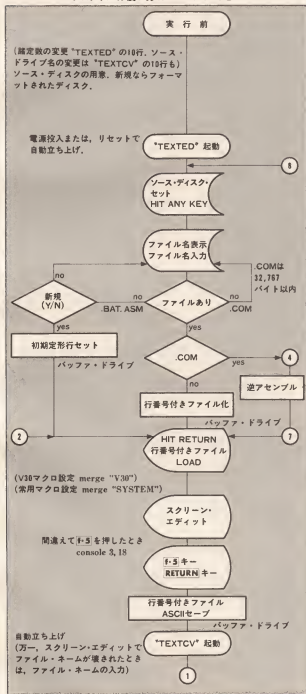 実 行 前
(諸定数の変更 "TEXTED" の10行. ソース・
ドライブ名の変更は "TEXTCV" の10行も)
ソース・ディスクの用意. 新規ならフォーマ
ットされたディスク.
電源投入または, リセットで
自動立ち上げ.
"TEXTED" 起動
6
ソース・ディスク・
セット
HIT ANY KEY
ファイル名表示
ファイル名入力
.COMは
32,767
バイト以内
no
no
新規
(Y/N)
.BAT. ASM
ファイルあり
.COM
yes
yes
初期定形行セット
.COM
yes
4
バッファ・ドライブ
no
逆アセンブル
行番号付きファイル化
バッファ・ドライブ
2
HIT RETURN
行番号付きファイル
LOAD
7
(V30マクロ設定 merge "V30")
(常用マクロ設定 merge "SYSTEM")
スクリーン・
エディット
間違えて f・5 を押したとき
console 3, 18
f・5 キー
RETURN キー
行番号付きファイル
ASCIIセーブ
バッファ・ドライブ
自動立ち上げ
(万一, スクリーン・エディットで
ファイル・ネームが壊されたとき
は, ファイル・ネームの入力)
"TEXTCV" 起動
1